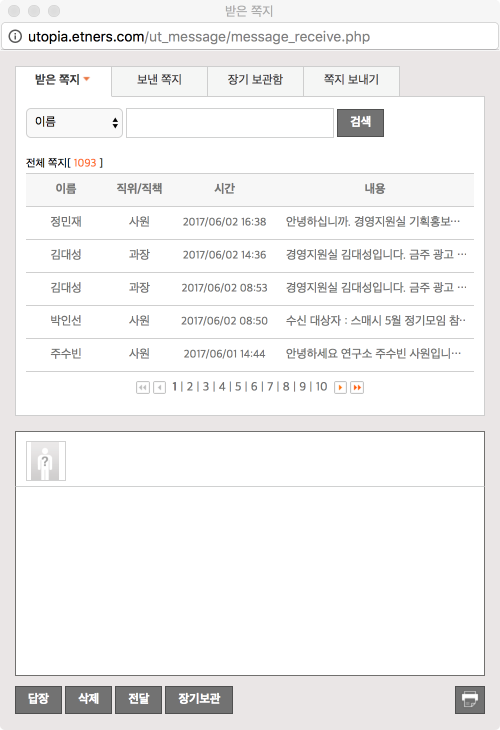 받은 쪽지
utopia.etners.com/ut_message/message_receive.php
받은 쪽지 보낸 쪽지 장기 보관함 쪽지 보내기
이름 검색
전체 쪽지[ 1093 ]
이름 직위/직책 시간 내용
정민재 사원 2017/06/02 16:38 안녕하십니까. 경영지원실 기획홍보…
김대성 과장 2017/06/02 14:36 경영지원실 김대성입니다. 금주 광고 …
김대성 과장 2017/06/02 08:53 경영지원실 김대성입니다. 금주 광고 …
박인선 사원 2017/06/02 08:50 수신 대상자 : 스매시 5월 정기모임 참…
주수빈 사원 2017/06/01 14:44 안녕하세요 연구소 주수빈 사원입니…
1 | 2 | 3 | 4 | 5 | 6 | 7 | 8 | 9 | 10
?
답장 삭제 전달 장기보관